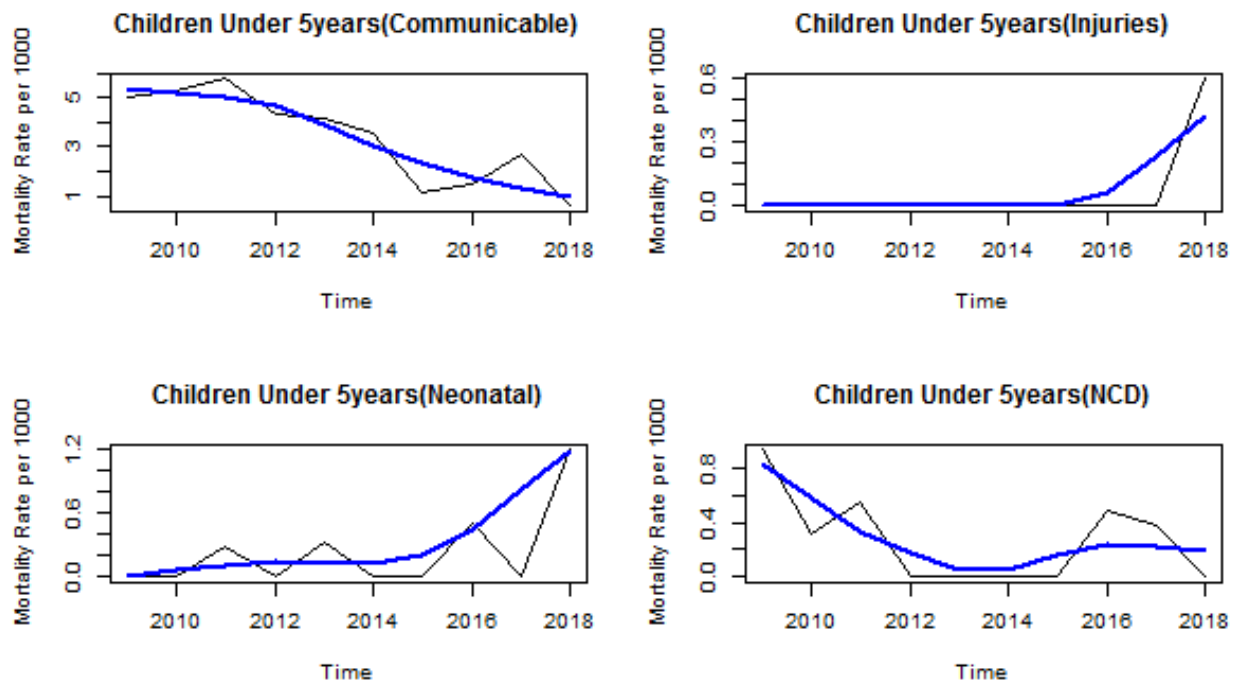 Children Under 5years(Communicable)
Mortality Rate per 1000
5
3
1
2010 2012 2014 2016 2018
Time
Children Under 5years(Injuries)
Mortality Rate per 1000
0.6
0.3
0.0
2010 2012 2014 2016 2018
Time
Children Under 5years(Neonatal)
Mortality Rate per 1000
1.2
0.6
0.0
2010 2012 2014 2016 2018
Time
Children Under 5years(NCD)
Mortality Rate per 1000
0.8
0.4
0.0
2010 2012 2014 2016 2018
Time